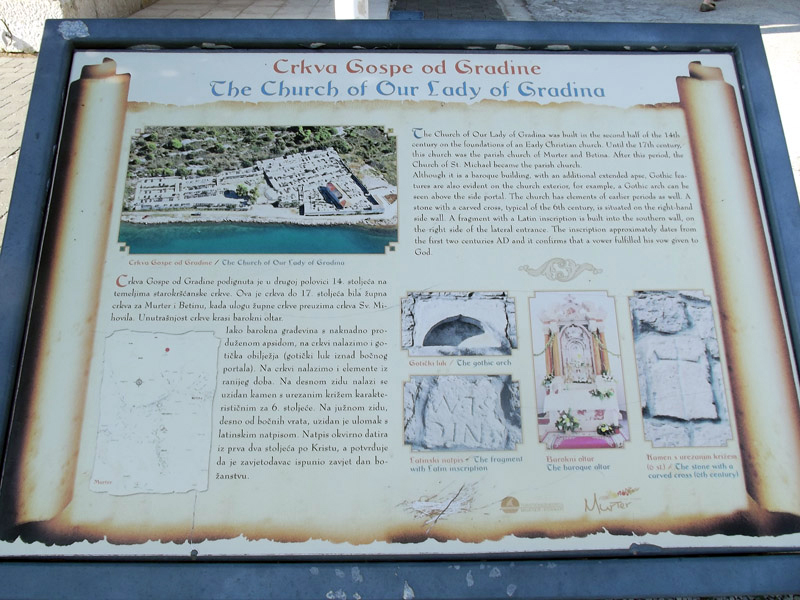 Crkva Gospe od Gradine
The Church of Our Lady of Gradina
The Church of Our Lady of Gradina was built in the second half of the 14th
century on the foundations of an Early Christian church. Until the 17th century,
this church was the parish church of Murter and Betina. After this period, the
Church of St. Michael became the parish church.
Although it is a baroque building, with an additional extended apse, Gothic fea-
tures are also evident on the church exterior, for example, a Gothic arch can be
seen above the side portal. The church has elements of earlier periods as well. A
stone with a carved cross, typical of the 6th century, is situated on the right-hand
side wall. A fragment with a Latin inscription is built into the southern wall, on
the right side of the lateral entrance. The inscription approximately dates from
the first two centuries AD and it confirms that a vower fulfilled his vow given to
God.
Crkva Gospe od Gradine / The Church of Our Lady of Gradina
Crkva Gospe od Gradine podignuta je u drugoj polovici 14. stoljeća na
temeljima starokršćanske crkve. Ova je crkva do 17. stoljeća bila župna
crkva za Murter i Betinu, kada ulogu župne crkve preuzima crkva Sv. Mi-
hovila. Unutrašnjost crkve krasi barokni oltar.
Iako barokna građevina s naknadno pro-
duženom apsidom, na crkvi nalazimo i go-
tička obilježja (gotički luk iznad bočnog
portala). Na crkvi nalazimo i elemente iz
ranijeg doba. Na desnom zidu nalazi se
uzidan kamen s urezanim križem karakte-
rističnim za 6. stoljeće. Na južnom zidu,
desno od bočnih vrata, uzidan je ulomak s
latinskim natpisom. Natpis okvirno datira
iz prva dva stoljeća po Kristu, a potvrđuje
da je zavjetodavac ispunio zavjet dan bo-
žanstvu.
Murter
Gotički luk / The gothic arch
Latinski natpis / The fragment
with Latin inscription
Barokni oltar
The baroque altar
Kamen s urezanim križem
(6 st.) / The stone with a
carved cross (6th century)
Murter